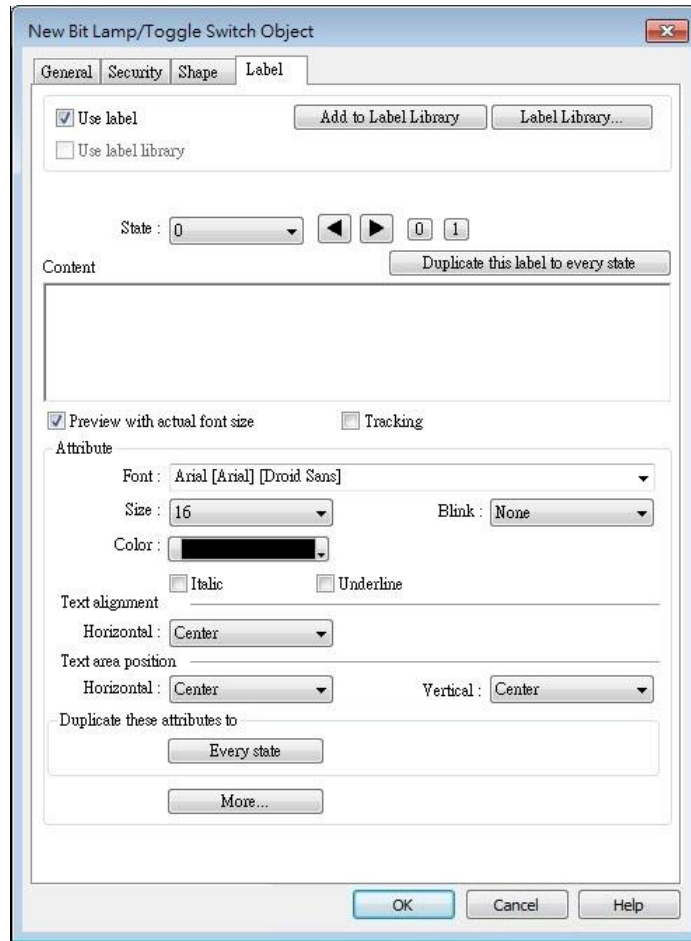 New Bit Lamp/Toggle Switch Object
General Security Shape Label
Use label Add to Label Library Label Library...
Use label library
State : 0 0 1
Content Duplicate this label to every state
Preview with actual font size Tracking
Attribute
Font : Arial [Arial] [Droid Sans]
Size : 16 Blink : None
Color :
Italic Underline
Text alignment
Horizontal : Center
Text area position
Horizontal : Center Vertical : Center
Duplicate these attributes to
Every state
More...
OK Cancel Help